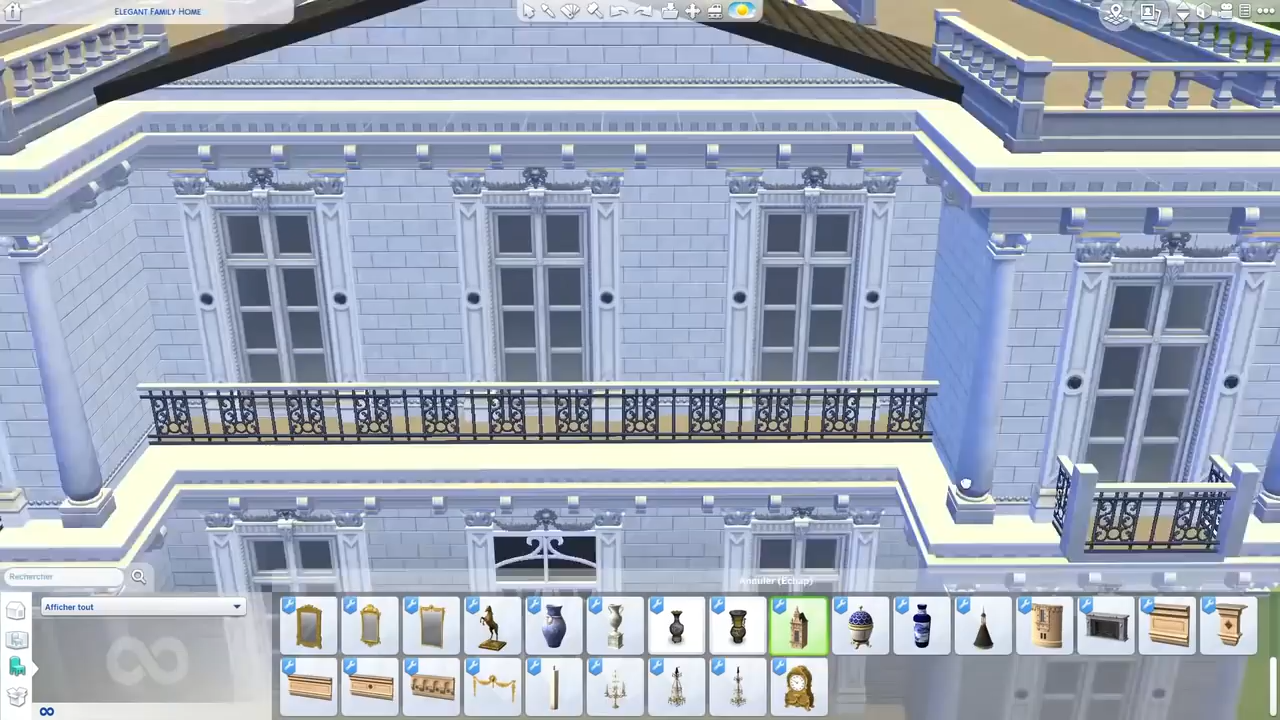 ELEGANT FAMILY HOME
Annuler (Échap)
Rechercher
Afficher tout